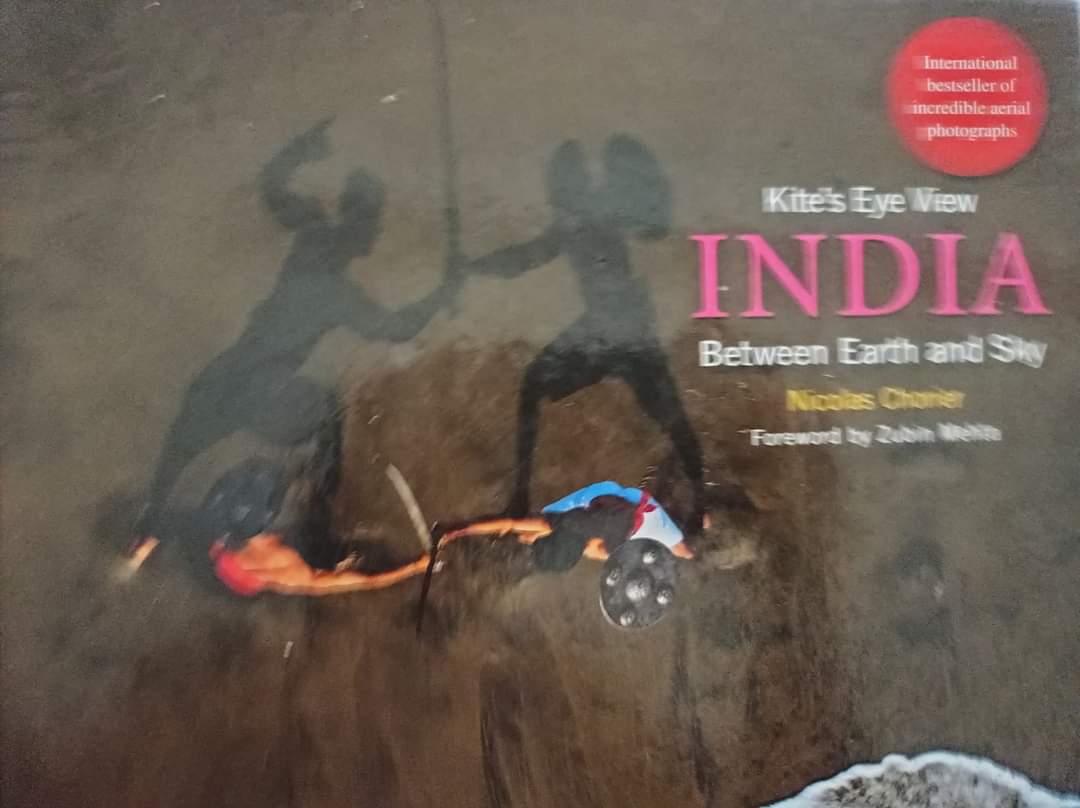 International
bestseller of
incredible aerial
photographs
Kite's Eye View
INDIA
Between Earth and Sky
Nicolas Chorier
Foreword by Zubin Mehta